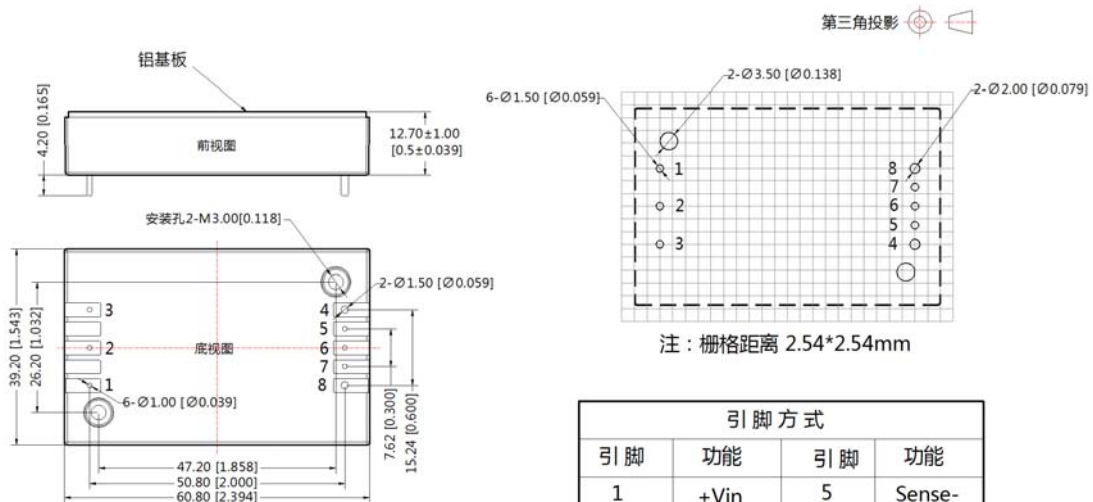 第三角投影
铝基板
4.20 [0.165]
前视图
12.70±1.00
[0.5±0.039]
2-Ø3.50 [Ø0.138]
6-Ø1.50 [Ø0.059]
2-Ø2.00 [Ø0.079]
1
2
3
8
7
6
5
4
注：栅格距离 2.54*2.54mm
安装孔2-M3.00[0.118]
2-Ø1.50 [Ø0.059]
39.20 [1.543]
26.20 [1.032]
3
2
1
底视图
4
5
6
7
8
6-Ø1.00 [Ø0.039]
7.62 [0.300]
15.24 [0.600]
47.20 [1.858]
50.80 [2.000]
60.80 [2.394]
引脚方式
引脚 功能 引脚 功能
1 +Vin 5 Sense-